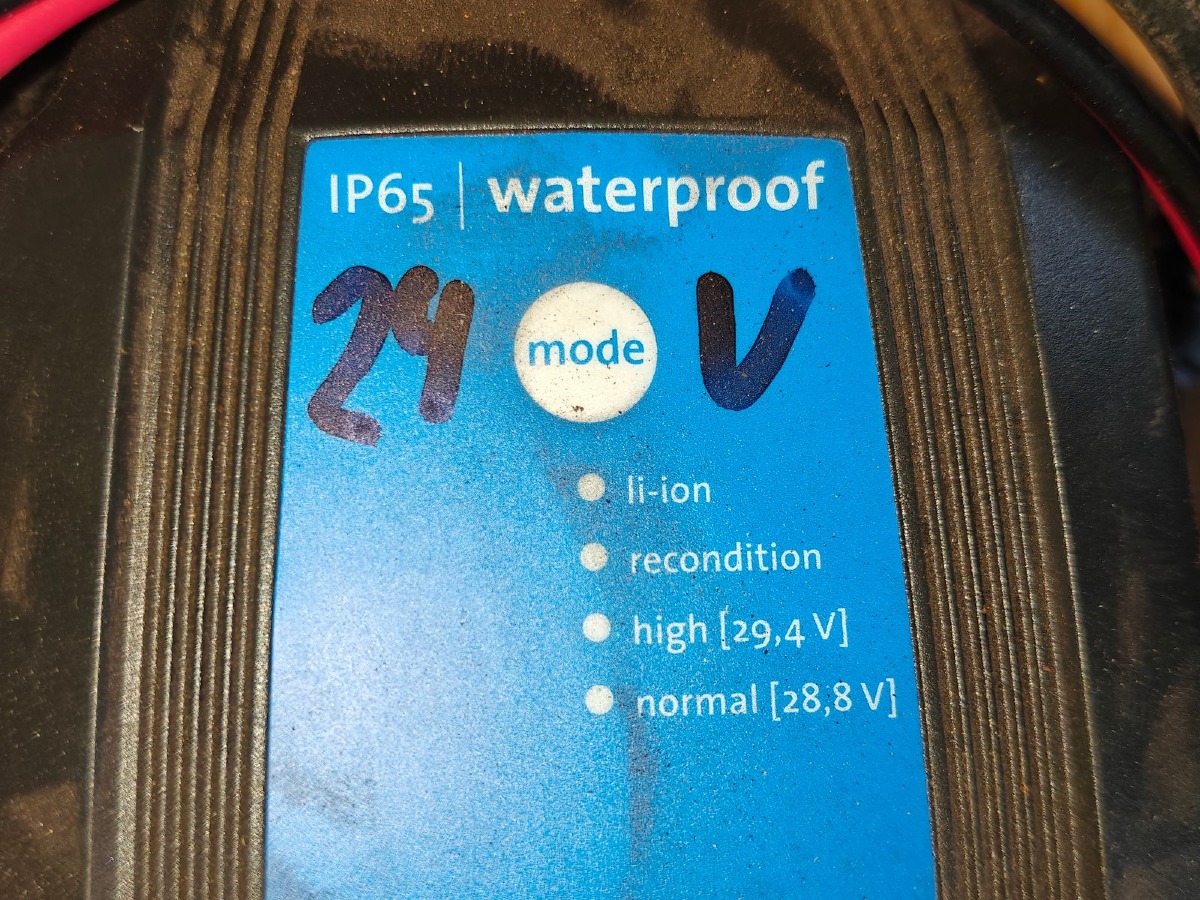 IP65 | waterproof
24 mode V
li-ion
recondition
high [29,4 V]
normal [28,8 V]